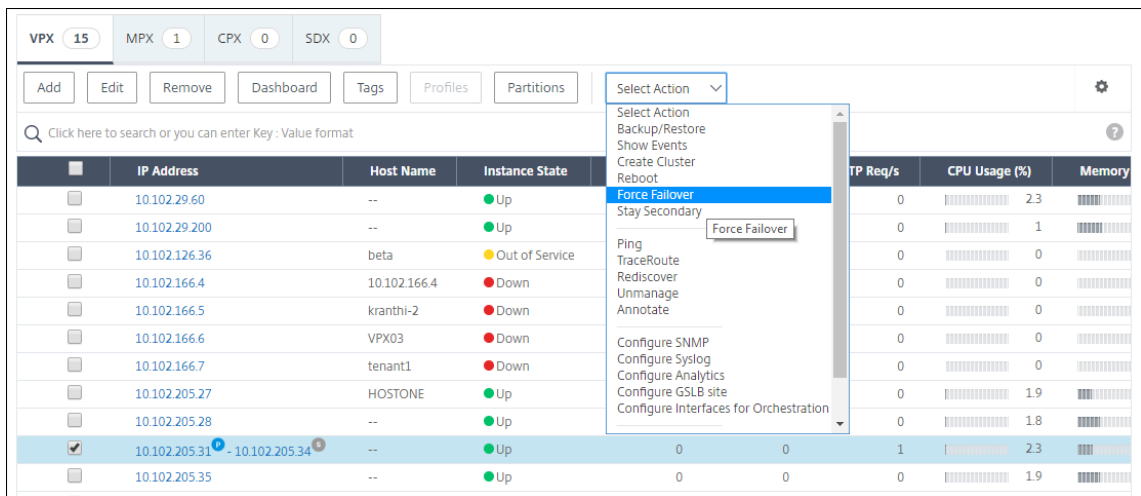 VPX 15 MPX 1 CPX 0 SDX 0
Add Edit Remove Dashboard Tags Profiles Partitions Select Action
Click here to search or you can enter Key : Value format ?
Select Action
Backup/Restore
Show Events
Create Cluster
Reboot
Force Failover
Stay Secondary
Force Failover
Ping
TraceRoute
Rediscover
Unmanage
Annotate
Configure SNMP
Configure Syslog
Configure Analytics
Configure GSLB site
Configure Interfaces for Orchestration
IP Address Host Name Instance State TP Req/s CPU Usage (%) Memory
10.102.29.60 -- Up 0 2.3
10.102.29.200 -- Up 0 1
10.102.126.36 beta Out of Service 0 0
10.102.166.4 10.102.166.4 Down 0 0
10.102.166.5 kranthi-2 Down 0 0
10.102.166.6 VPX03 Down 0 0
10.102.166.7 tenant1 Down 0 0
10.102.205.27 HOSTONE Up 0 1.9
10.102.205.28 -- Up 0 1.8
10.102.205.31 P - 10.102.205.34 S -- Up 0 0 1 2.3
10.102.205.35 -- Up 0 0 0 1.9